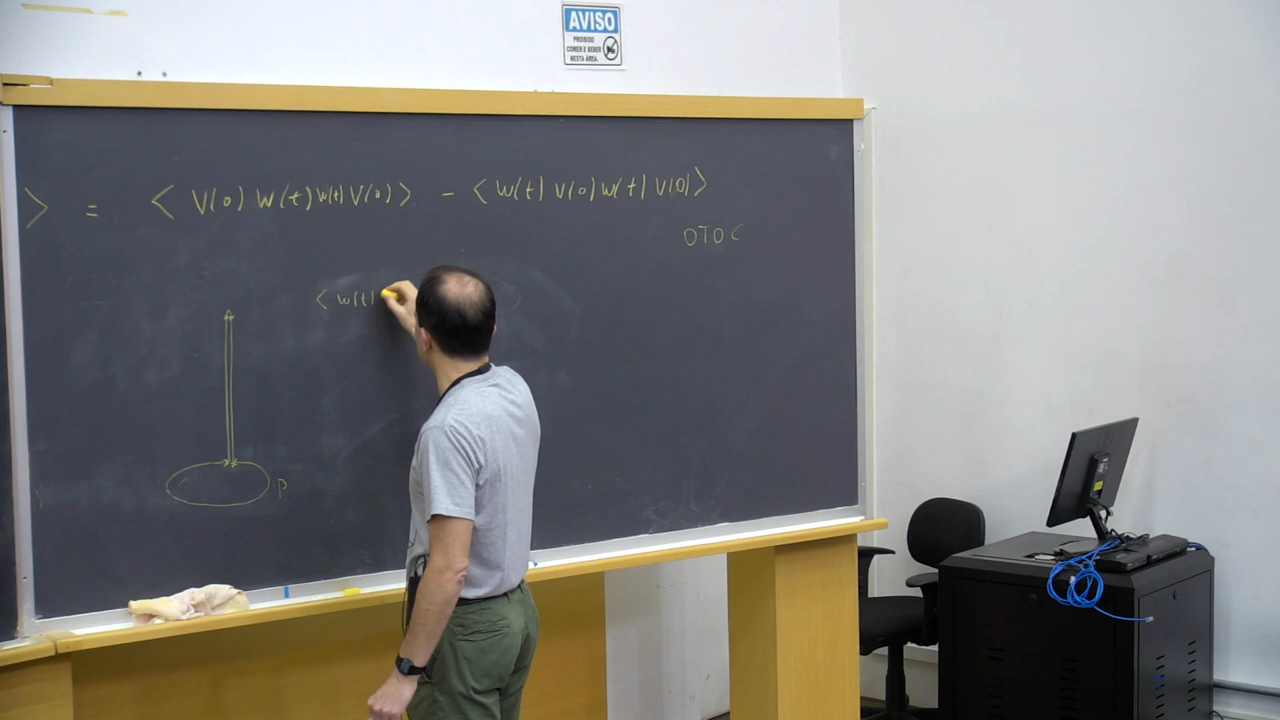 AVISO
PROIBIDO
COMER E BEBER
NESTA ÁREA.
> = < V(0) W(t) W(t) V(0) > - < W(t) V(0) W(t) V(0) >
OTOC
< W(t)
β